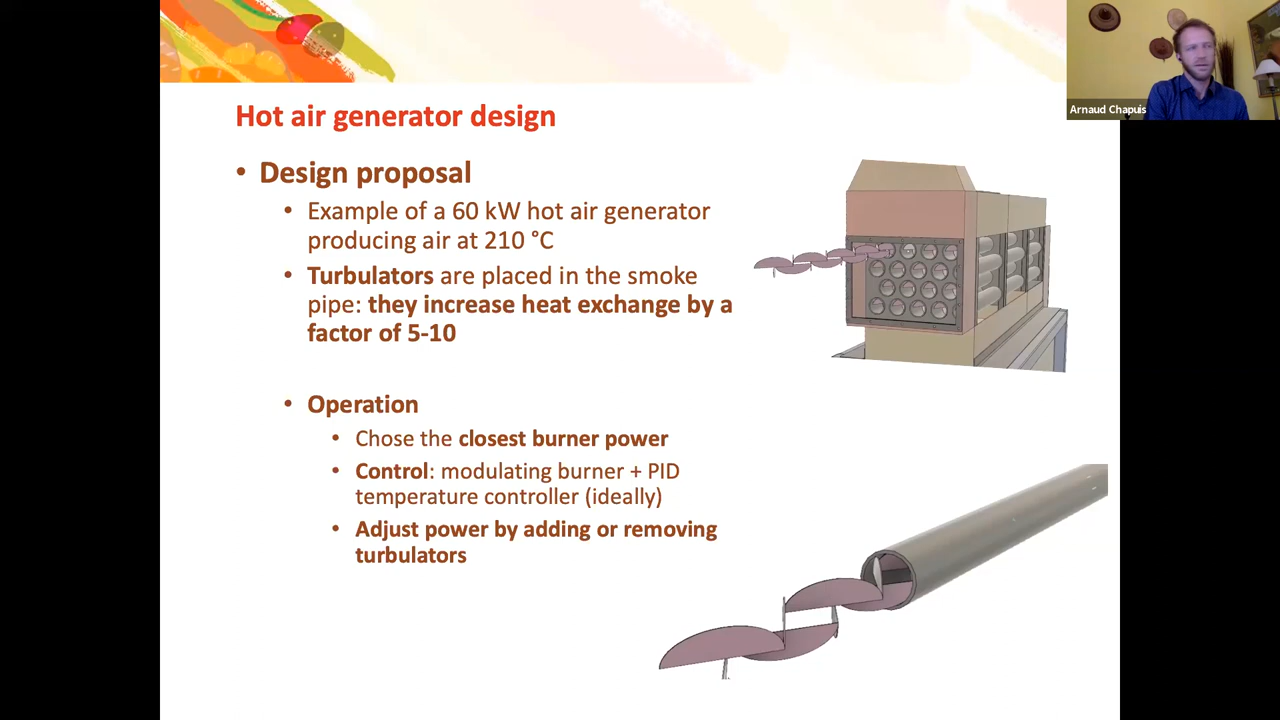 Arnaud Chapuis
Hot air generator design
• Design proposal
• Example of a 60 kW hot air generator
producing air at 210 °C
• Turbulators are placed in the smoke
pipe: they increase heat exchange by a
factor of 5-10
• Operation
• Chose the closest burner power
• Control: modulating burner + PID
temperature controller (ideally)
• Adjust power by adding or removing
turbulators